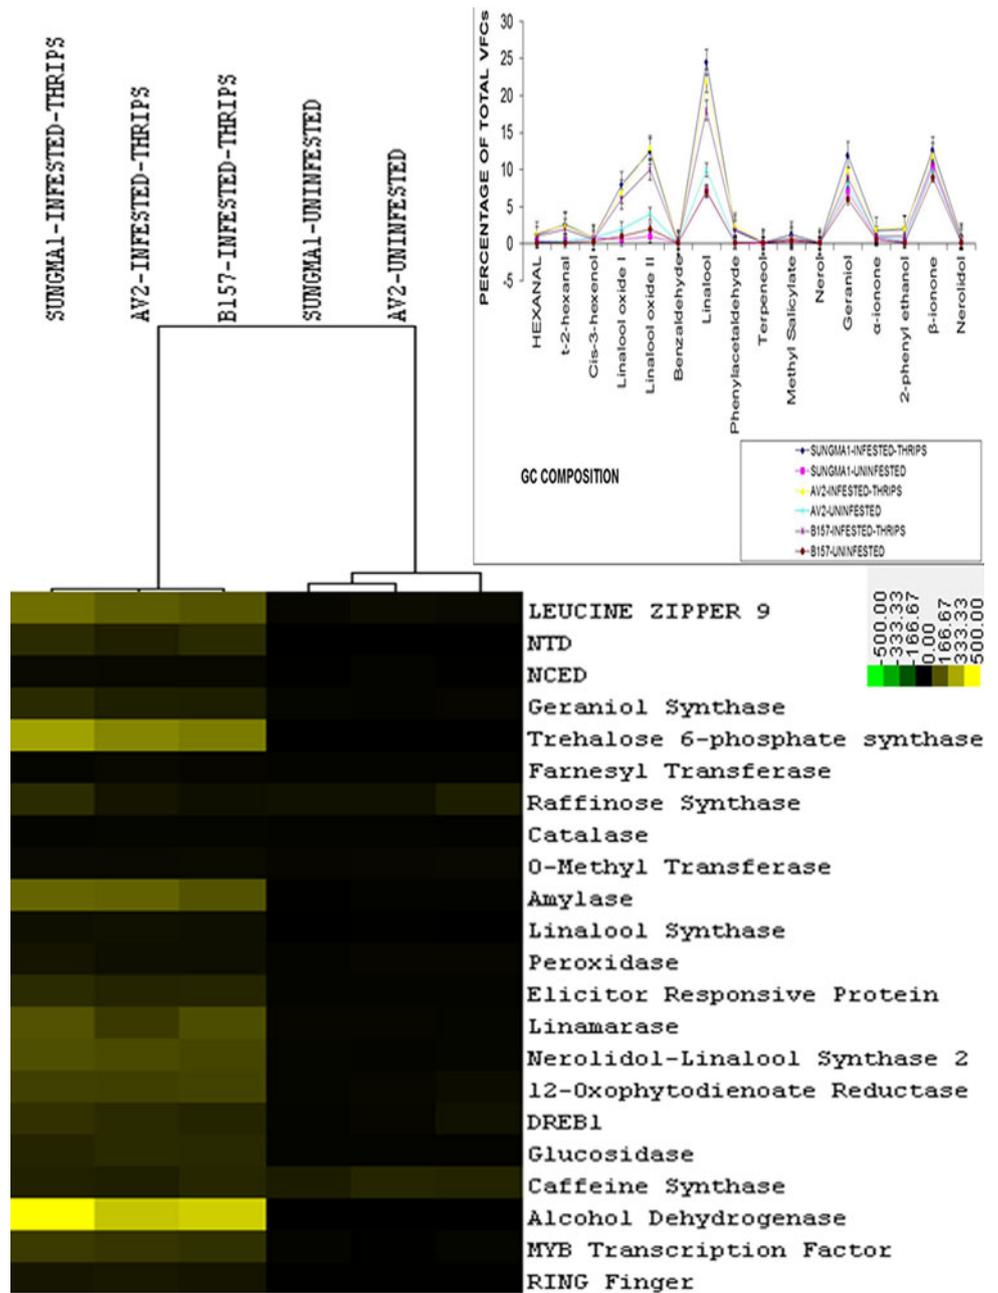 SUNGMA1-INFESTED-THRIPS
AV2-INFESTED-THRIPS
B157-INFESTED-THRIPS
SUNGMA1-UNINFESTED
AV2-UNINFESTED
PERCENTAGE OF TOTAL VFCs
30
25
20
15
10
5
0
-5
HEXANAL
t-2-hexanal
Cis-3-hexenol
Linalool oxide I
Linalool oxide II
Benzaldehyde
Linalool
Phenylacetaldehyde
Terpeneol
Methyl Salicylate
Nerol
Geraniol
α-ionone
2-phenyl ethanol
β-ionone
Nerolidol
GC COMPOSITION
SUNGMA1-INFESTED-THRIPS
SUNGMA1-UNINFESTED
AV2-INFESTED-THRIPS
AV2-UNINFESTED
B157-INFESTED-THRIPS
B157-UNINFESTED
-500.00
-333.33
-166.67
0.00
166.67
333.33
500.00
LEUCINE ZIPPER 9
NTD
NCED
Geraniol Synthase
Trehalose 6-phosphate synthase
Farnesyl Transferase
Raffinose Synthase
Catalase
O-Methyl Transferase
Amylase
Linalool Synthase
Peroxidase
Elicitor Responsive Protein
Linamarase
Nerolidol-Linalool Synthase 2
12-Oxophytodienoate Reductase
DREB1
Glucosidase
Caffeine Synthase
Alcohol Dehydrogenase
MYB Transcription Factor
RING Finger